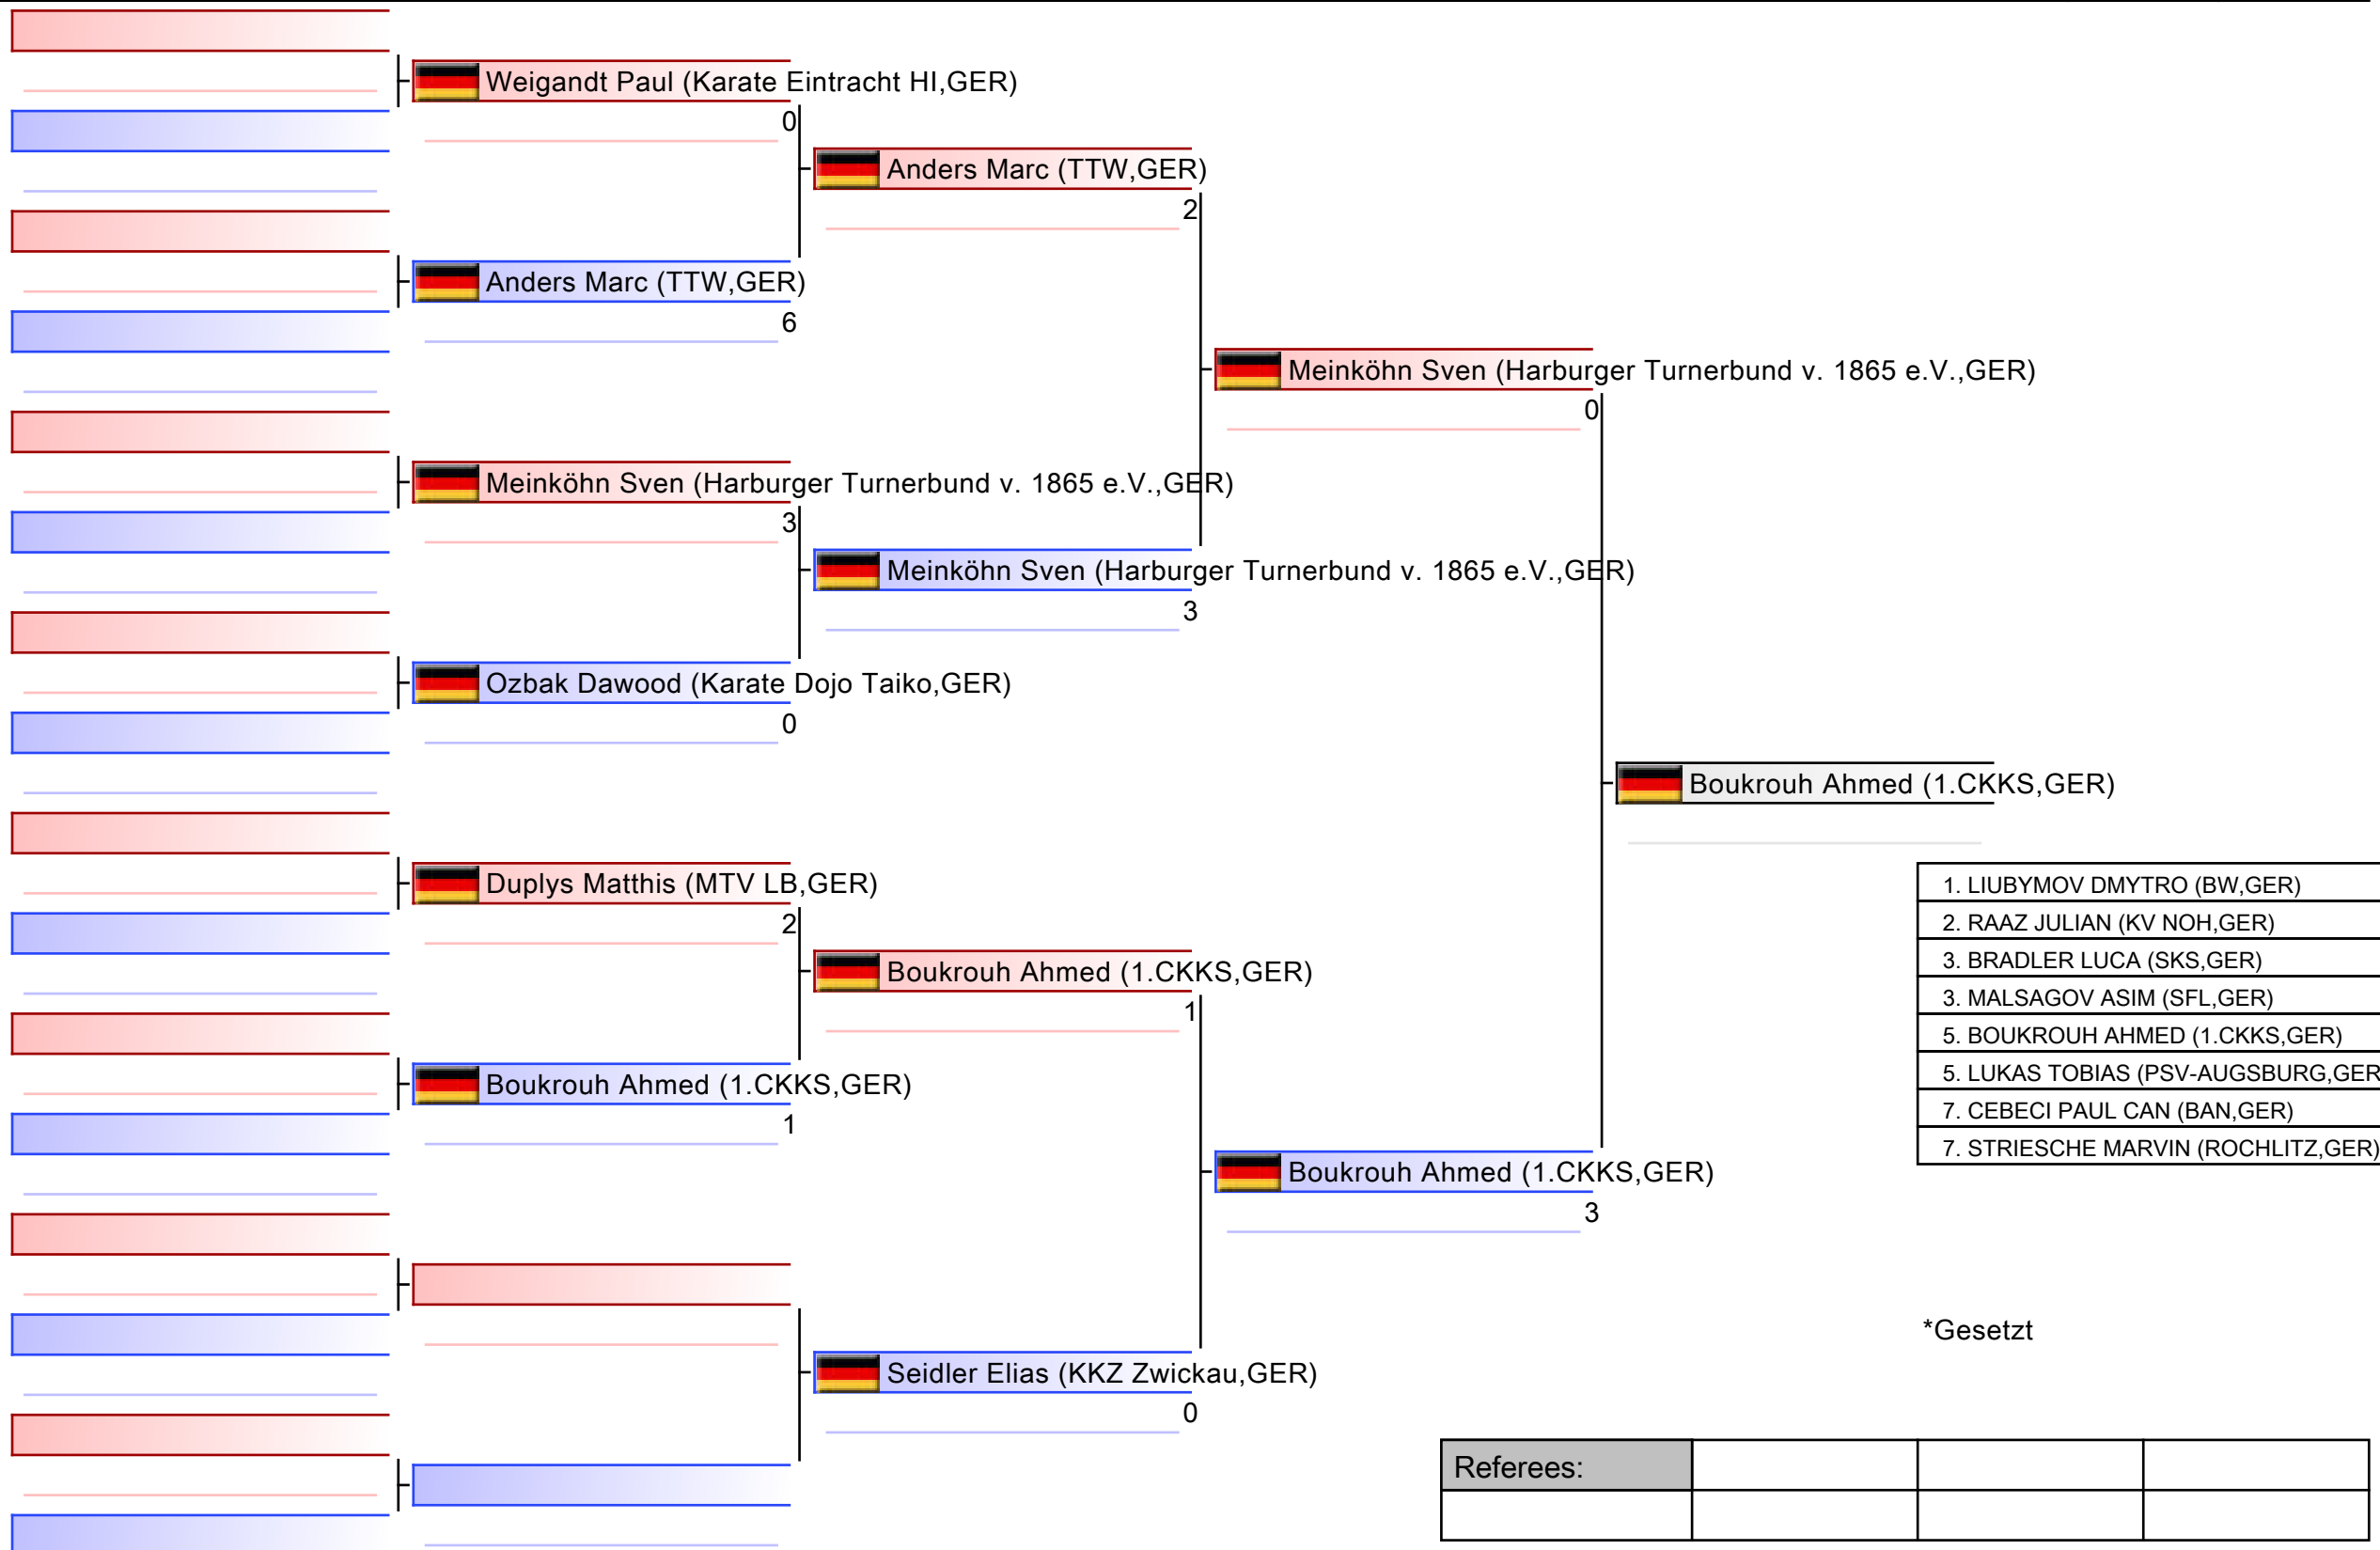 Weigandt Paul (Karate Eintracht HI,GER)
0
Anders Marc (TTW,GER)
2
Anders Marc (TTW,GER)
6
Meinköhn Sven (Harburger Turnerbund v. 1865 e.V.,GER)
0
Meinköhn Sven (Harburger Turnerbund v. 1865 e.V.,GER)
3
Meinköhn Sven (Harburger Turnerbund v. 1865 e.V.,GER)
3
Ozbak Dawood (Karate Dojo Taiko,GER)
0
Boukrouh Ahmed (1.CKKS,GER)
Duplys Matthis (MTV LB,GER)
2
Boukrouh Ahmed (1.CKKS,GER)
1
Boukrouh Ahmed (1.CKKS,GER)
1
Boukrouh Ahmed (1.CKKS,GER)
3
Seidler Elias (KKZ Zwickau,GER)
0
1. LIUBYMOV DMYTRO (BW,GER)
2. RAAZ JULIAN (KV NOH,GER)
3. BRADLER LUCA (SKS,GER)
3. MALSAGOV ASIM (SFL,GER)
5. BOUKROUH AHMED (1.CKKS,GER)
5. LUKAS TOBIAS (PSV-AUGSBURG,GER
7. CEBECI PAUL CAN (BAN,GER)
7. STRIESCHE MARVIN (ROCHLITZ,GER)
*Gesetzt
Referees: